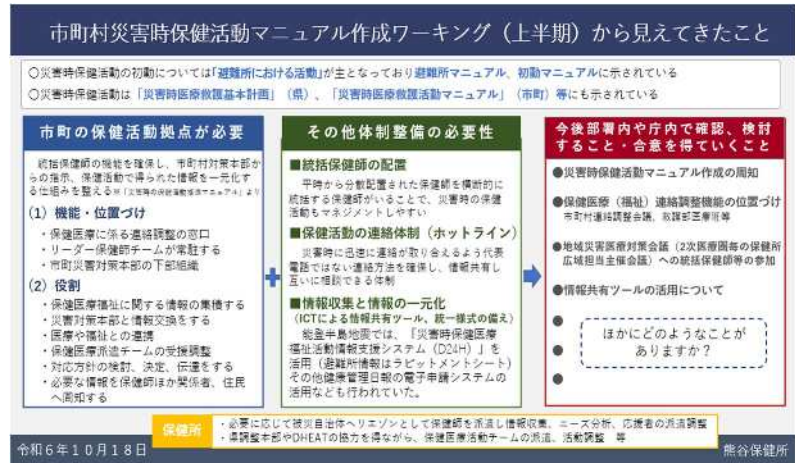 市町村災害時保健活動マニュアル作成ワーキング（上半期）から見えてきたこと
○災害時保健活動の初動については「避難所における活動」が主となっており避難所マニュアル、初動マニュアルに示されている
○災害時保健活動は「災害時医療救護基本計画」（県）、「災害時医療救護活動マニュアル」（市町）等にも示されている
市町の保健活動拠点が必要
統括保健師の機能を確保し、市町村対策本部か
らの指示、保健活動で得られた情報を一元化す
る仕組みを整える
（1）機能・位置づけ
・保健医療に係る連絡調整の窓口
・リーダー保健師チームが常駐する
・市町災害対策本部の下部組織
（2）役割
・保健医療福祉に関する情報の集積する
・災害対策本部と情報交換をする
・医療や福祉との連携
・保健医療派遣チームの受援調整
・対応方針の検討、決定、伝達をする
・必要な情報を保健師ほか関係者、住民
へ周知する
その他体制整備の必要性
■統括保健師の配置
平時から分散配置された保健師を横断的に
統括する保健師がいることで、災害時の保健
活動もマネジメントしやすい
■保健活動の連絡体制（ホットライン）
災害時に迅速に連絡が取り合えるよう代表
電話ではない連絡方法を確保し、情報共有し
互いに相談できる体制
■情報収集と情報の一元化
（ICTによる情報共有ツール、統一様式の備え）
能登半島地震では、「災害時保健医療
福祉活動情報支援システム（D24H）」を
活用（避難所情報はラピットメントシート）
その他健康管理日報の電子申請システムの
活用なども行われていた。
今後部署内や庁内で確認、検討
すること・合意を得ていくこと
●災害時保健活動マニュアル作成の周知
●保健医療（福祉）連絡調整機能の位置づけ
市町村連絡調整会議、救護部医療班等
●地域災害医療対策会議（2次医療圏毎の保健所
広域担当主催会議）への統括保健師等の参加
●情報共有ツールの活用について
●
●
●
ほかにどのようなことが
ありますか？
保健所
・必要に応じて被災自治体へリエゾンとして保健師を派遣し情報収集、ニーズ分析、応援者の派遣調整
・県調整本部やDHEATの協力を得ながら、保健医療活動チームの派遣、活動調整　等
令和６年１０月１８日
熊谷保健所